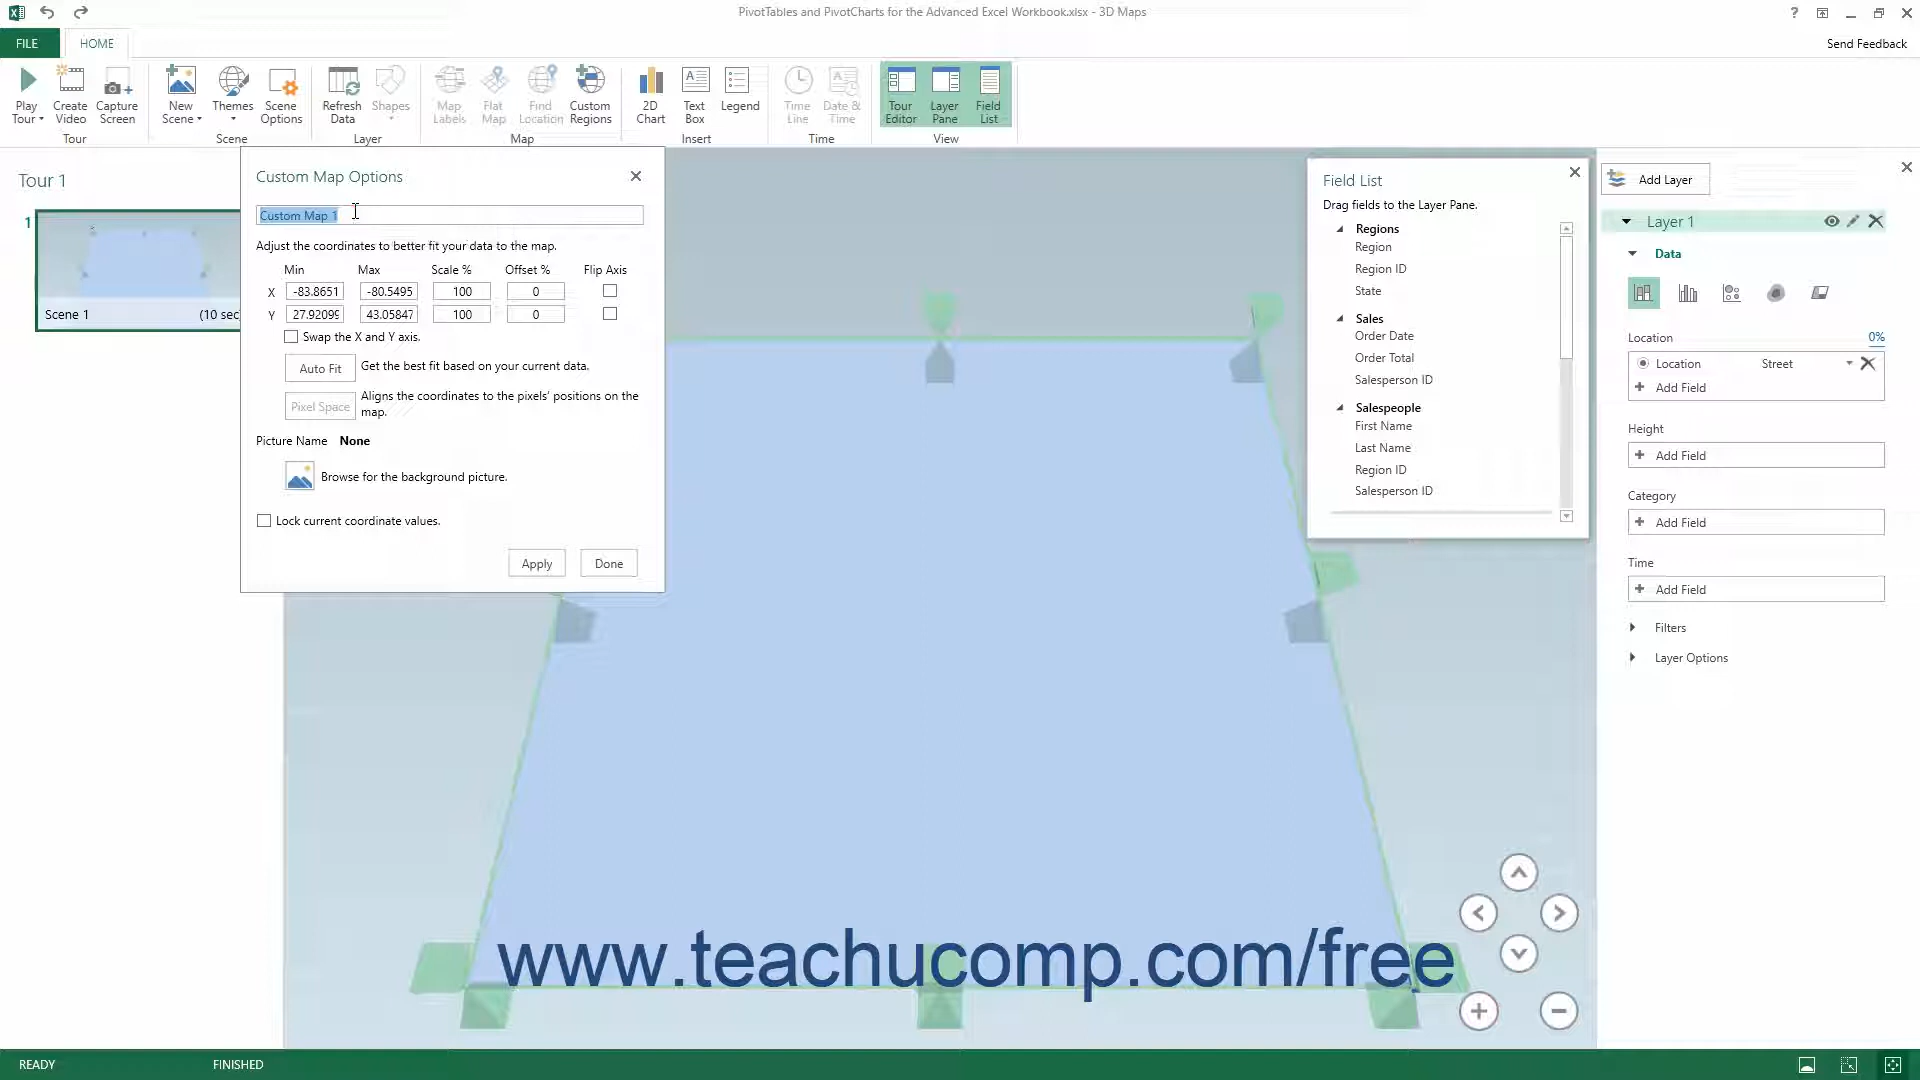 PivotTables and PivotCharts for the Advanced Excel Workbook.xlsx - 3D Maps
?
FILE
HOME
Send Feedback
Play Tour
Create Video
Capture Screen
New Scene
Themes
Scene Options
Refresh Data
Shapes
Map Labels
Flat Map
Find Location
Custom Regions
2D Chart
Text Box
Legend
Time Line
Date & Time
Tour Editor
Layer Pane
Field List
Tour
Scene
Layer
Map
Insert
Time
View
Tour 1
1
Scene 1
(10 sec
Custom Map Options
Custom Map 1
Adjust the coordinates to better fit your data to the map.
Min Max Scale % Offset % Flip Axis
X -83.8651 -80.5495 100 0
Y 27.92099 43.05847 100 0
Swap the X and Y axis.
Auto Fit
Get the best fit based on your current data.
Pixel Space
Aligns the coordinates to the pixels' positions on the
map.
Picture Name None
Browse for the background picture.
Lock current coordinate values.
Apply
Done
Field List
Drag fields to the Layer Pane.
Regions
Region
Region ID
State
Sales
Order Date
Order Total
Salesperson ID
Salespeople
First Name
Last Name
Region ID
Salesperson ID
Add Layer
Layer 1
Data
Location 0%
Location Street
Add Field
Height
Add Field
Category
Add Field
Time
Add Field
Filters
Layer Options
www.teachucomp.com/free
READY
FINISHED